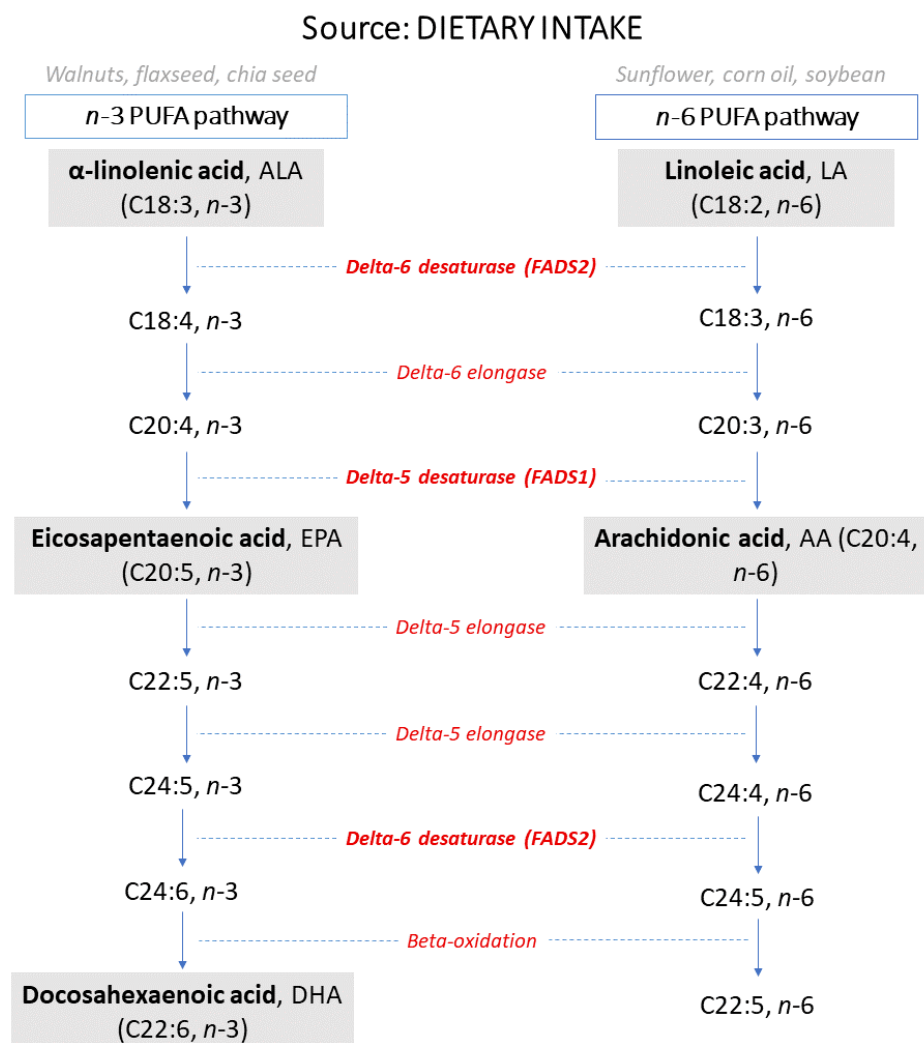 Source: DIETARY INTAKE
Walnuts, flaxseed, chia seed
Sunflower, corn oil, soybean
n-3 PUFA pathway
n-6 PUFA pathway
α-linolenic acid, ALA
(C18:3, n-3)
Linoleic acid, LA
(C18:2, n-6)
Delta-6 desaturase (FADS2)
C18:4, n-3
C18:3, n-6
Delta-6 elongase
C20:4, n-3
C20:3, n-6
Delta-5 desaturase (FADS1)
Eicosapentaenoic acid, EPA
(C20:5, n-3)
Arachidonic acid, AA (C20:4,
n-6)
Delta-5 elongase
C22:5, n-3
C22:4, n-6
Delta-5 elongase
C24:5, n-3
C24:4, n-6
Delta-6 desaturase (FADS2)
C24:6, n-3
C24:5, n-6
Beta-oxidation
Docosahexaenoic acid, DHA
(C22:6, n-3)
C22:5, n-6